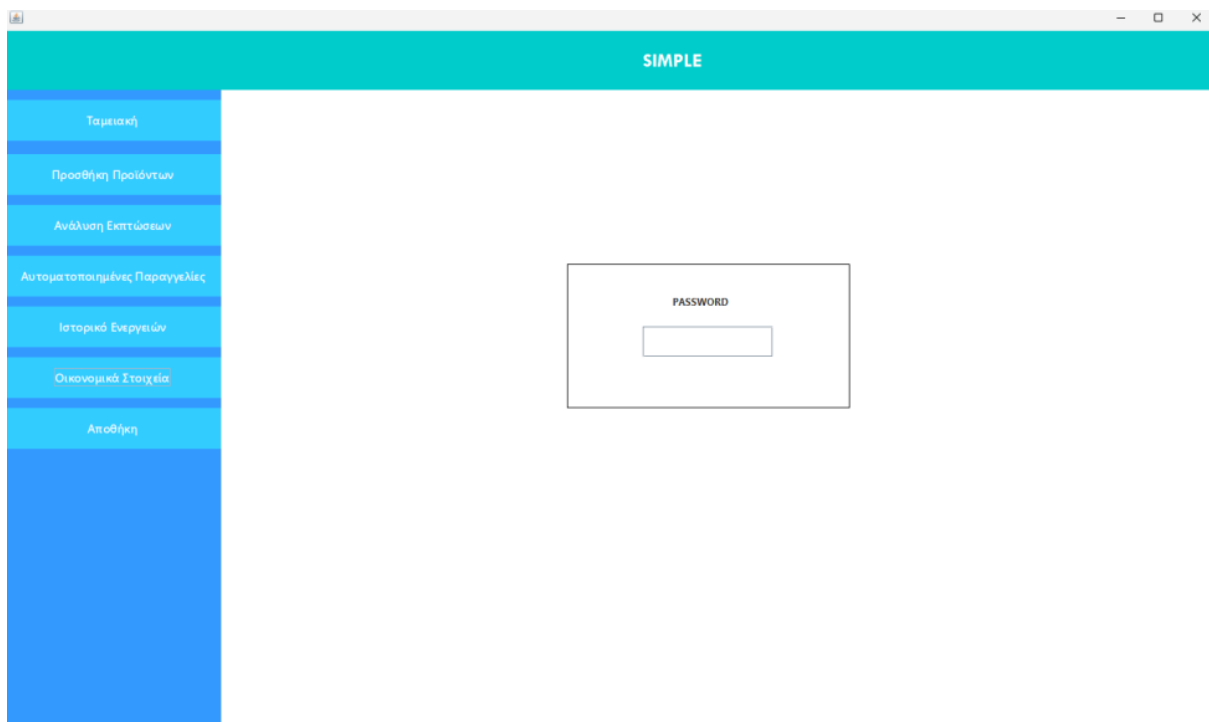 SIMPLE
Ταμειακή
Προσθήκη Προϊόντων
Ανάλυση Εκπτώσεων
Αυτοματοποιημένες Παραγγελίες
Ιστορικό Ενεργειών
Οικονομικά Στοιχεία
Αποθήκη
PASSWORD